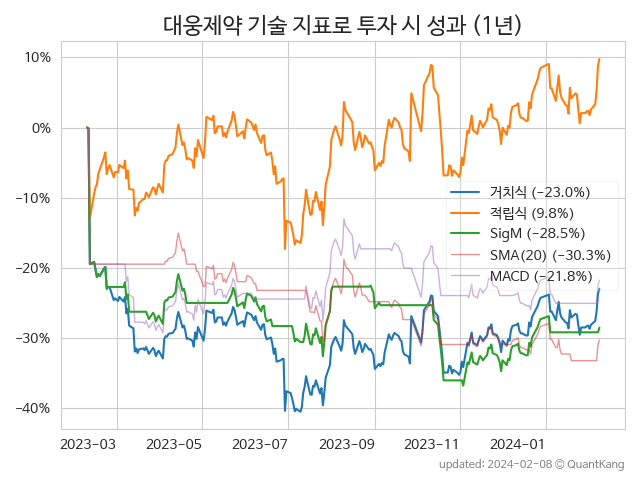 대웅제약 기술 지표로 투자 시 성과 (1년)
10%
0%
−10%
−20%
−30%
−40%
거치식 (−23.0%)
적립식 (9.8%)
SigM (−28.5%)
SMA(20) (−30.3%)
MACD (−21.8%)
2023-03 2023-05 2023-07 2023-09 2023-11 2024-01
updated: 2024-02-08 ⓒ QuantKang